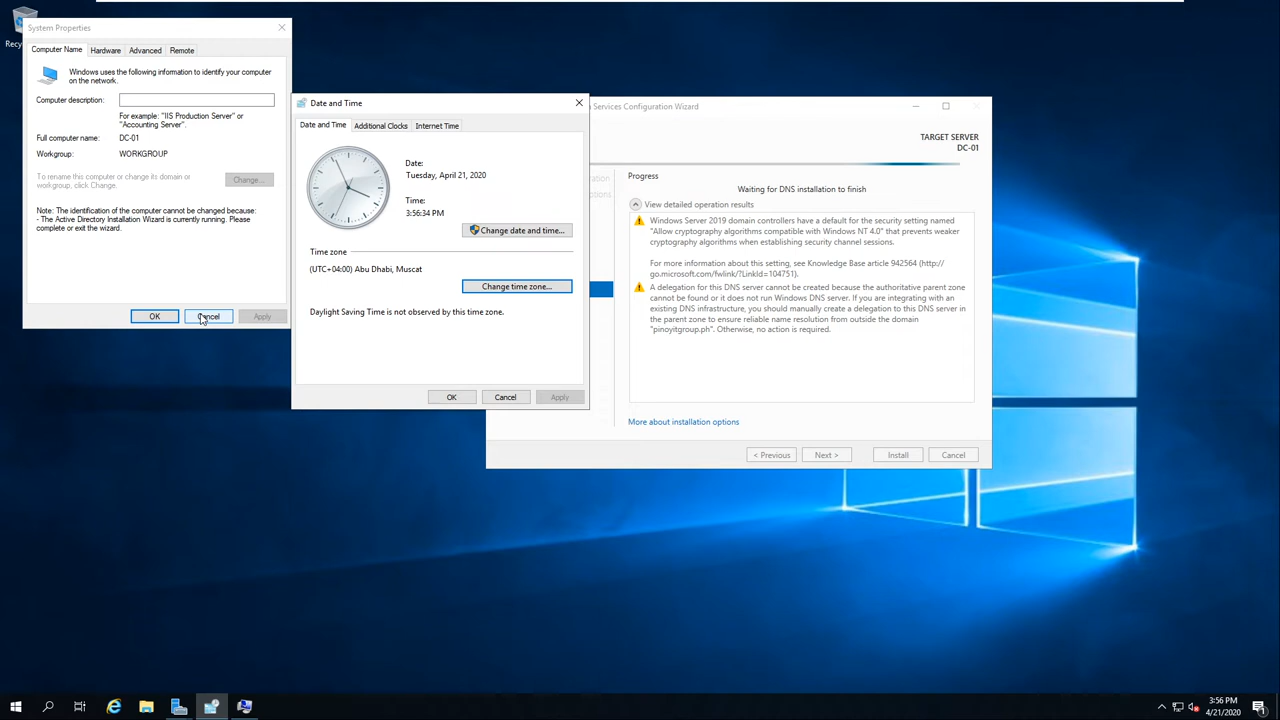 Recyc
System Properties
Computer Name
Hardware
Advanced
Remote
Windows uses the following information to identify your computer
on the network.
Computer description:
For example: "IIS Production Server" or
"Accounting Server".
Full computer name:
DC-01
Workgroup:
WORKGROUP
To rename this computer or change its domain or
workgroup, click Change.
Change...
Note: The identification of the computer cannot be changed because:
- The Active Directory Installation Wizard is currently running. Please
complete or exit the wizard.
OK
Cancel
Apply
Date and Time
Date and Time
Additional Clocks
Internet Time
Date:
Tuesday, April 21, 2020
Time:
3:56:34 PM
Change date and time...
Time zone
(UTC+04:00) Abu Dhabi, Muscat
Change time zone...
Daylight Saving Time is not observed by this time zone.
OK
Cancel
Apply
Services Configuration Wizard
TARGET SERVER
DC-01
Progress
Waiting for DNS installation to finish
View detailed operation results
Windows Server 2019 domain controllers have a default for the security setting named
"Allow cryptography algorithms compatible with Windows NT 4.0" that prevents weaker
cryptography algorithms when establishing security channel sessions.
For more information about this setting, see Knowledge Base article 942564 (http://
go.microsoft.com/fwlink/?LinkId=104751).
A delegation for this DNS server cannot be created because the authoritative parent zone
cannot be found or it does not run Windows DNS server. If you are integrating with an
existing DNS infrastructure, you should manually create a delegation to this DNS server in
the parent zone to ensure reliable name resolution from outside the domain
"pinoyitgroup.ph". Otherwise, no action is required.
More about installation options
< Previous
Next >
Install
Cancel
3:56 PM
4/21/2020
1